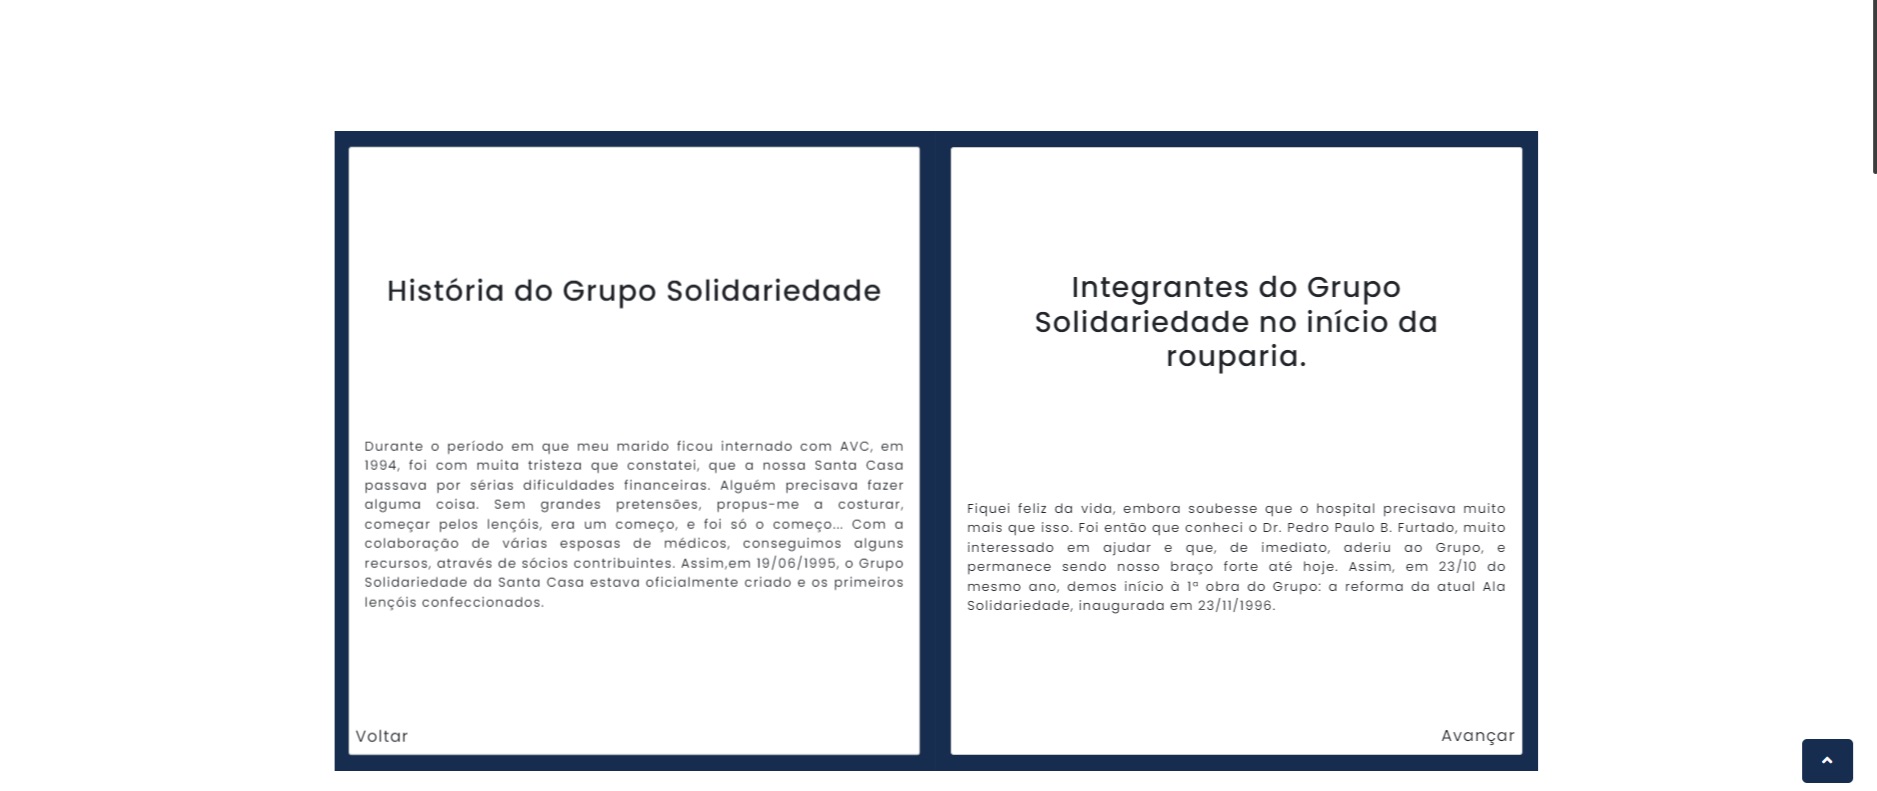 História do Grupo Solidariedade
Durante o período em que meu marido ficou internado com AVC, em
1994, foi com muita tristeza que constatei, que a nossa Santa Casa
passava por sérias dificuldades financeiras. Alguém precisava fazer
alguma coisa. Sem grandes pretensões, propus-me a costurar,
começar pelos lençóis, era um começo, e foi só o começo... Com a
colaboração de várias esposas de médicos, conseguimos alguns
recursos, através de sócios contribuintes. Assim,em 19/06/1995, o Grupo
Solidariedade da Santa Casa estava oficialmente criado e os primeiros
lençóis confeccionados.
Voltar
Integrantes do Grupo
Solidariedade no início da
rouparia.
Fiquei feliz da vida, embora soubesse que o hospital precisava muito
mais que isso. Foi então que conheci o Dr. Pedro Paulo B. Furtado, muito
interessado em ajudar e que, de imediato, aderiu ao Grupo, e
permanece sendo nosso braço forte até hoje. Assim, em 23/10 do
mesmo ano, demos início à 1ª obra do Grupo: a reforma da atual Ala
Solidariedade, inaugurada em 23/11/1996.
Avançar